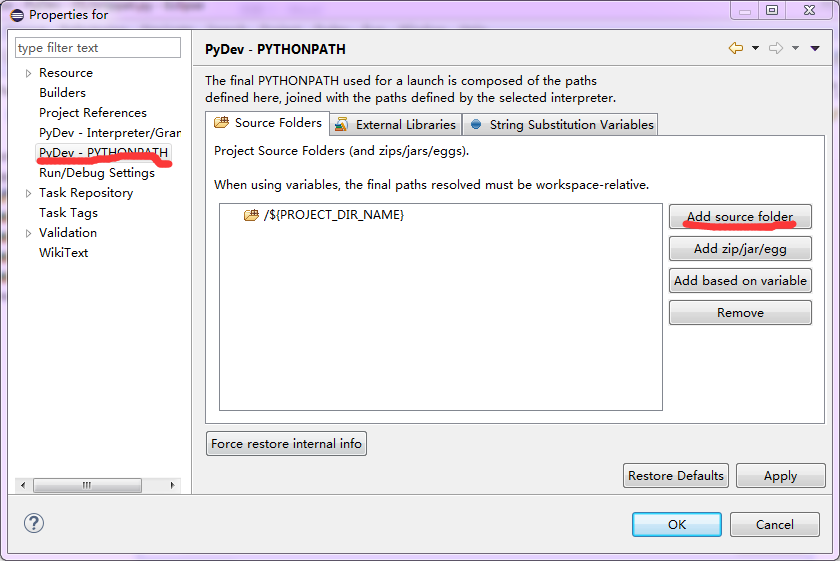 Properties for
type filter text
Resource
Builders
Project References
PyDev - Interpreter/Gran
PyDev - PYTHONPATH
Run/Debug Settings
Task Repository
Task Tags
Validation
WikiText
PyDev - PYTHONPATH
The final PYTHONPATH used for a launch is composed of the paths
defined here, joined with the paths defined by the selected interpreter.
Source Folders
External Libraries
String Substitution Variables
Project Source Folders (and zips/jars/eggs).
When using variables, the final paths resolved must be workspace-relative.
/${PROJECT_DIR_NAME}
Add source folder
Add zip/jar/egg
Add based on variable
Remove
Force restore internal info
Restore Defaults
Apply
?
OK
Cancel